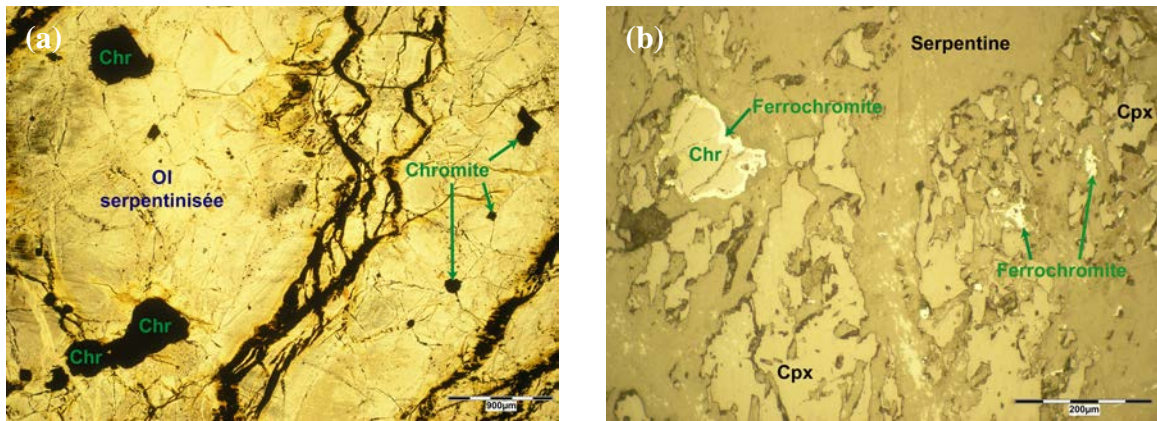 (a)
Chr
Chromite
Ol
serpentinisée
Chr
Chr
900µm
(b)
Serpentine
Ferrochromite
Cpx
Chr
Ferrochromite
Cpx
200µm